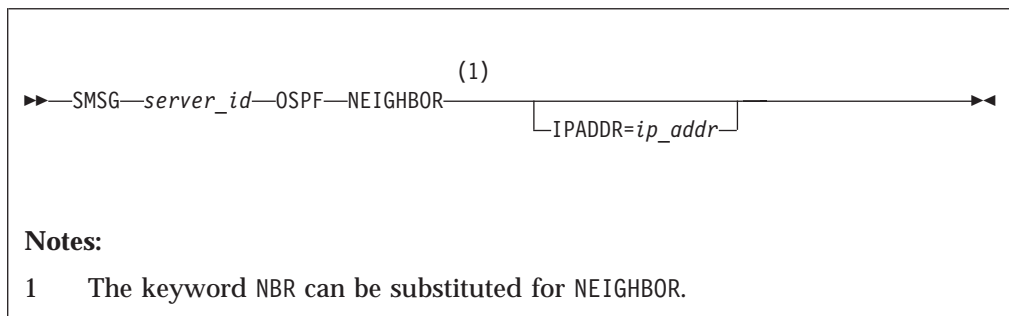 (1)
►►—SMSG—server_id—OSPF—NEIGHBOR
IPADDR=ip_addr
Notes:
1 The keyword NBR can be substituted for NEIGHBOR.